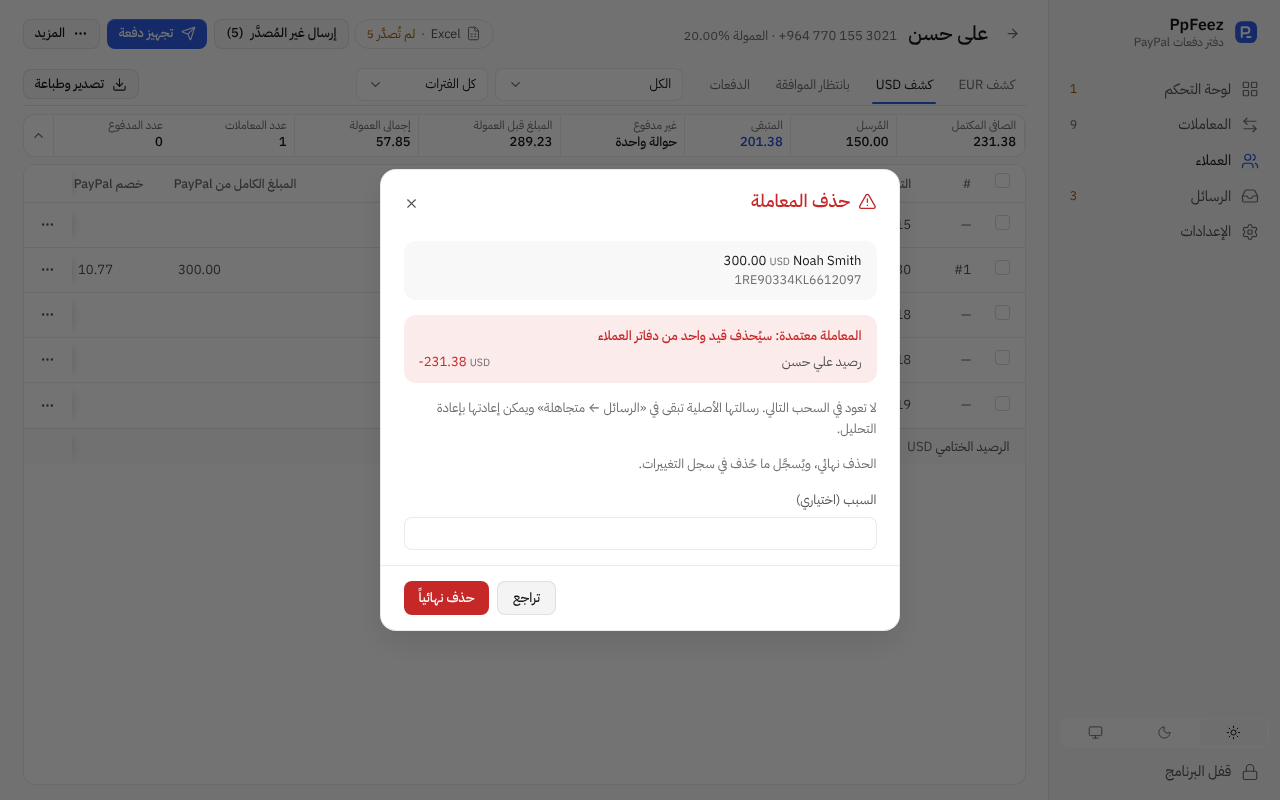 PpFeez
دفتر دفعات PayPal
لوحة التحكم 1
المعاملات 9
العملاء
الرسائل 3
الإعدادات
قفل البرنامج
علي حسن
+964 770 155 3021 · العمولة 20.00%
Excel · لم تُصدَّر 5
إرسال غير المُصدَّر (5)
تجهيز دفعة
المزيد
كشف EUR
كشف USD
بانتظار الموافقة
الدفعات
الكل
كل الفترات
تصدير وطباعة
الصافي المكتمل
231.38
المُرسل
150.00
المتبقي
201.38
غير مدفوع
حوالة واحدة
المبلغ قبل العمولة
289.23
إجمالي العمولة
57.85
عدد المعاملات
1
عدد المدفوع
0
#
المبلغ الكامل من PayPal
خصم PayPal
—
#1
300.00
10.77
—
—
—
الرصيد الختامي USD
حذف المعاملة
300.00 USD Noah Smith
1RE90334KL6612097
المعاملة معتمدة: سيُحذف قيد واحد من دفاتر العملاء
رصيد علي حسن
-231.38 USD
لا تعود في السحب التالي. رسالتها الأصلية تبقى في «الرسائل ← متجاهلة» ويمكن إعادتها بإعادة
التحليل.
الحذف نهائي، ويُسجَّل ما حُذف في سجل التغييرات.
السبب (اختياري)
تراجع
حذف نهائياً